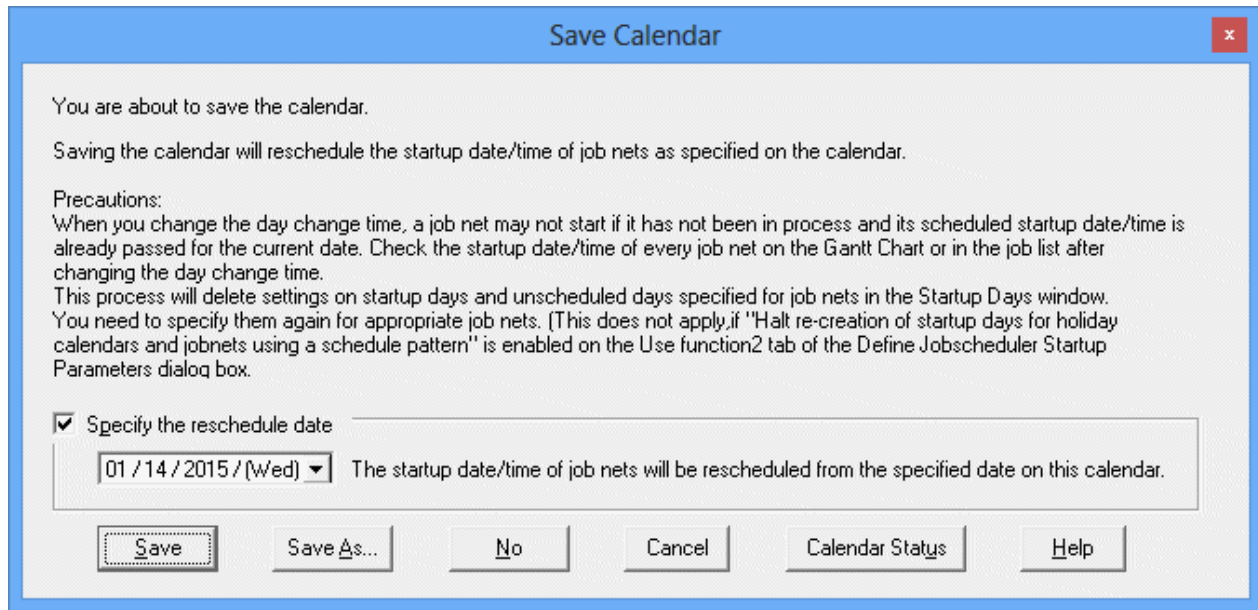 Save Calendar
x
You are about to save the calendar.
Saving the calendar will reschedule the startup date/time of job nets as specified on the calendar.
Precautions:
When you change the day change time, a job net may not start if it has not been in process and its scheduled startup date/time is
already passed for the current date. Check the startup date/time of every job net on the Gantt Chart or in the job list after
changing the day change time.
This process will delete settings on startup days and unscheduled days specified for job nets in the Startup Days window.
You need to specify them again for appropriate job nets. (This does not apply,if "Halt re-creation of startup days for holiday
calendars and jobnets using a schedule pattern" is enabled on the Use function2 tab of the Define Jobscheduler Startup
Parameters dialog box.
Specify the reschedule date
01 / 14 / 2015 / (Wed) The startup date/time of job nets will be rescheduled from the specified date on this calendar.
Save Save As... No Cancel Calendar Status Help